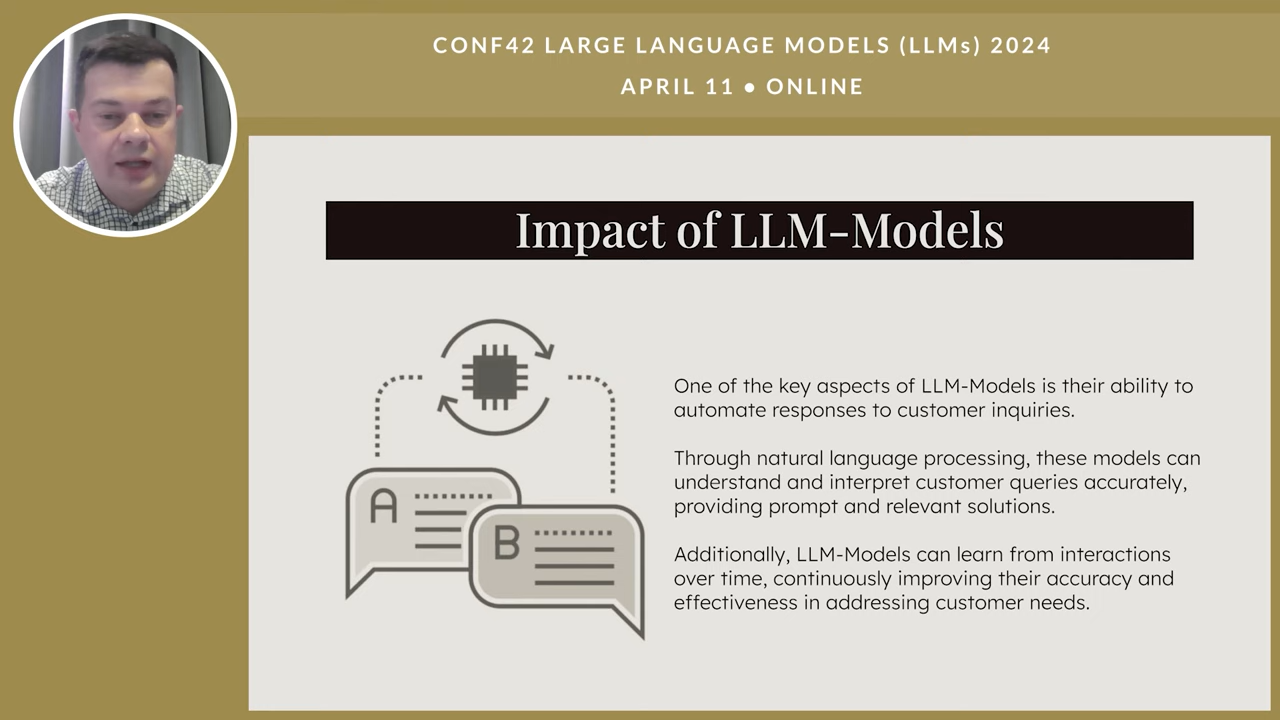 CONF42 LARGE LANGUAGE MODELS (LLMs) 2024
APRIL 11 • ONLINE
Impact of LLM-Models
A
B
One of the key aspects of LLM-Models is their ability to
automate responses to customer inquiries.
Through natural language processing, these models can
understand and interpret customer queries accurately,
providing prompt and relevant solutions.
Additionally, LLM-Models can learn from interactions
over time, continuously improving their accuracy and
effectiveness in addressing customer needs.